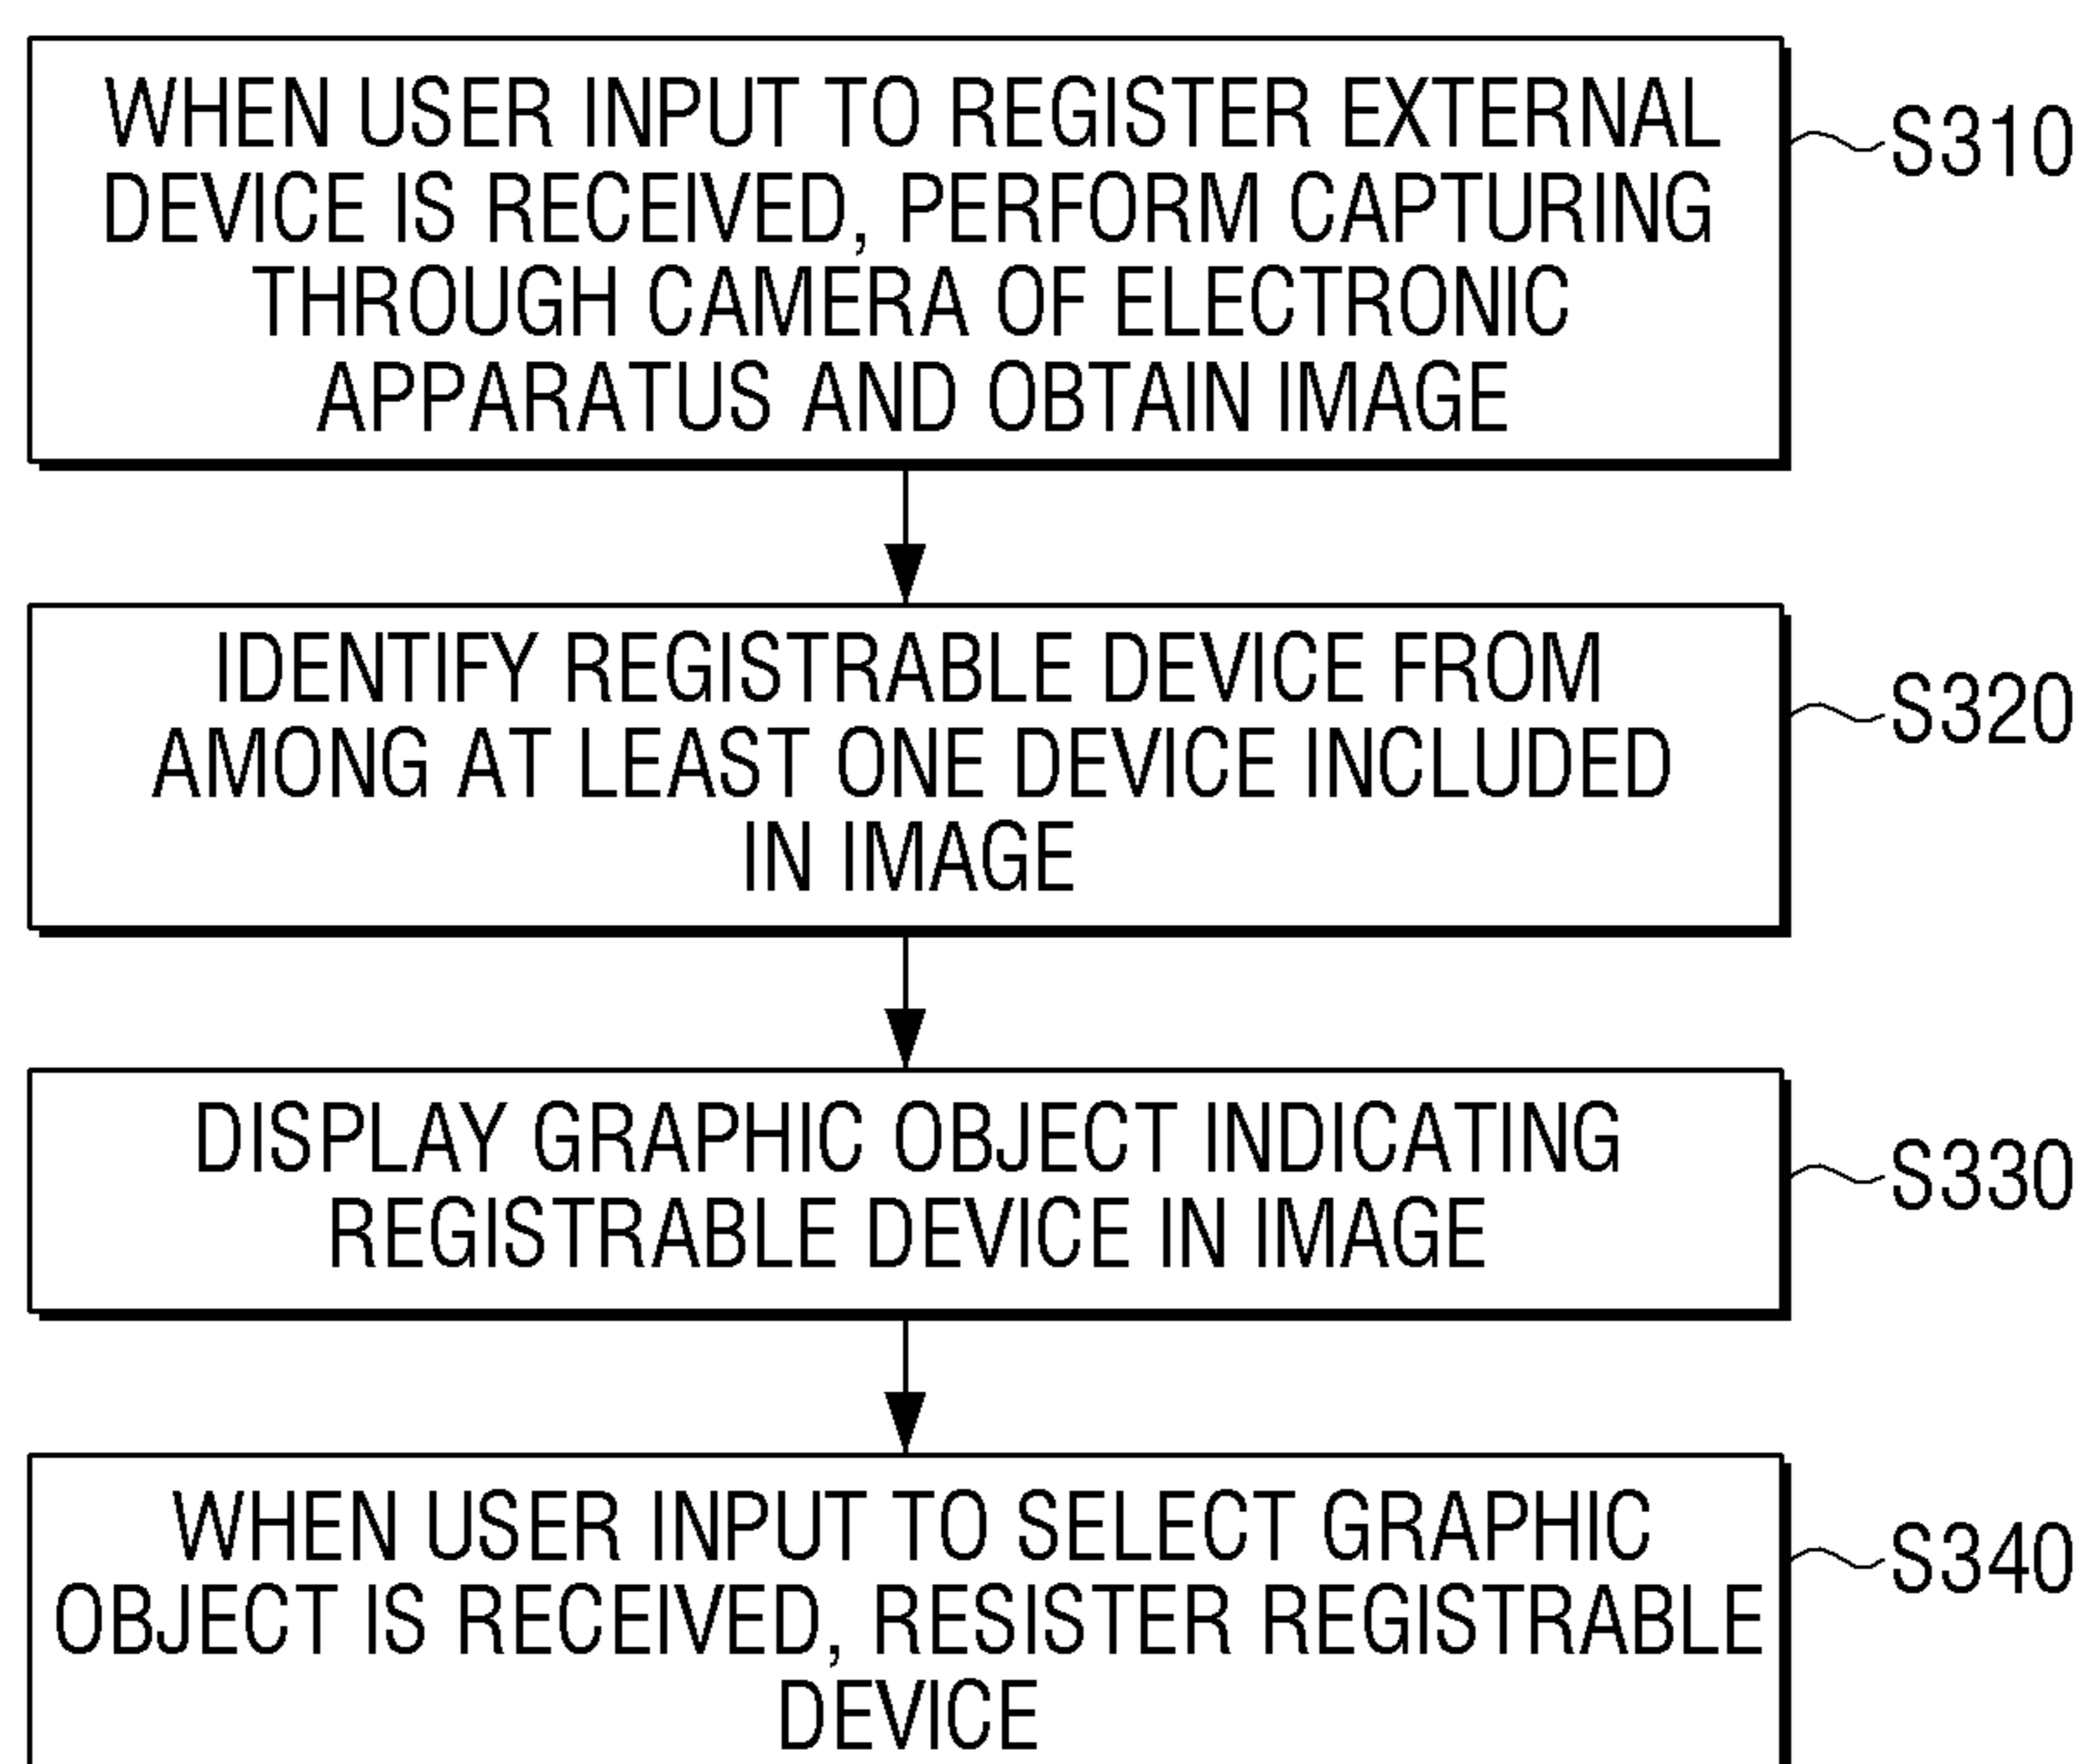 WHEN USER INPUT TO REGISTER EXTERNAL
DEVICE IS RECEIVED, PERFORM CAPTURING
THROUGH CAMERA OF ELECTRONIC
APPARATUS AND OBTAIN IMAGE
S310
IDENTIFY REGISTRABLE DEVICE FROM
AMONG AT LEAST ONE DEVICE INCLUDED
IN IMAGE
S320
DISPLAY GRAPHIC OBJECT INDICATING
REGISTRABLE DEVICE IN IMAGE
S330
WHEN USER INPUT TO SELECT GRAPHIC
OBJECT IS RECEIVED, RESISTER REGISTRABLE
DEVICE
S340